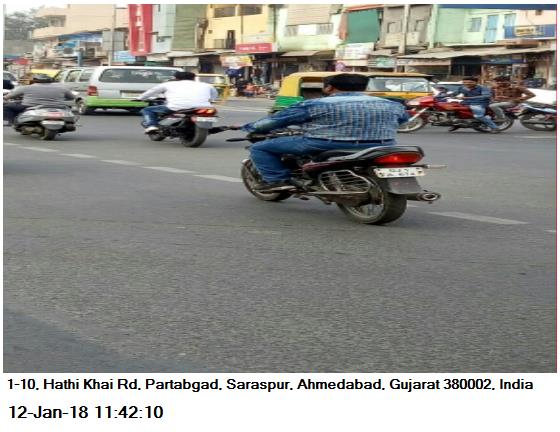 1-10, Hathi Khai Rd, Partabgad, Saraspur, Ahmedabad, Gujarat 380002, India
12-Jan-18 11:42:10